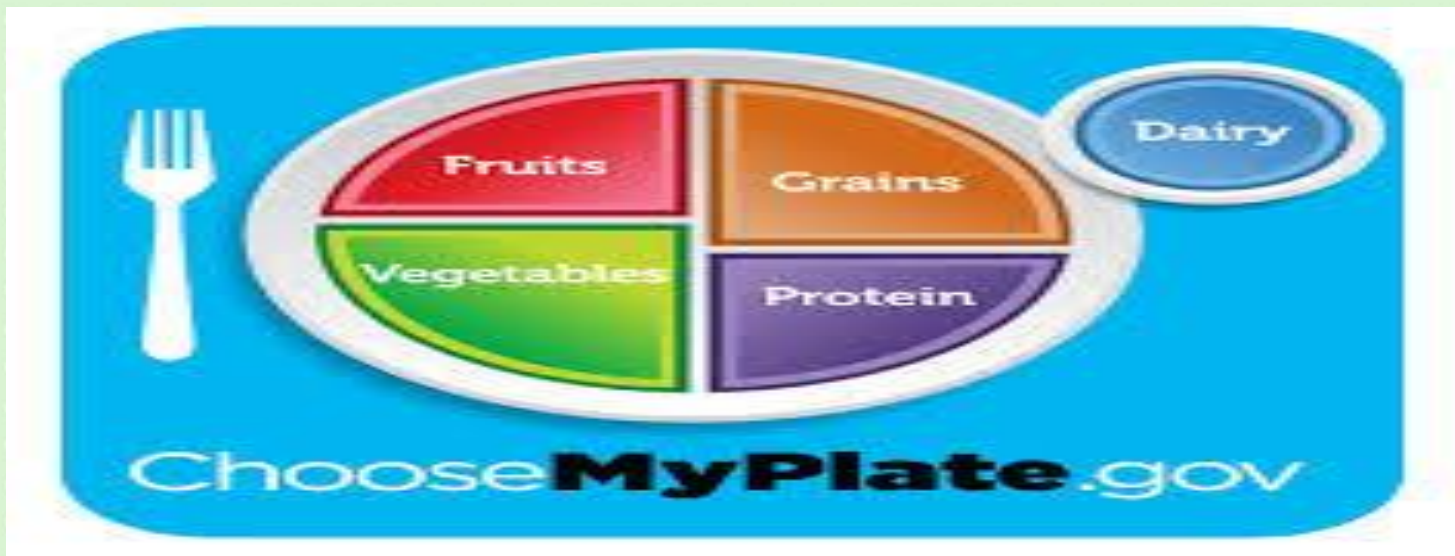 Fruits
Grains
Dairy
Vegetables
Protein
ChooseMyPlate.gov